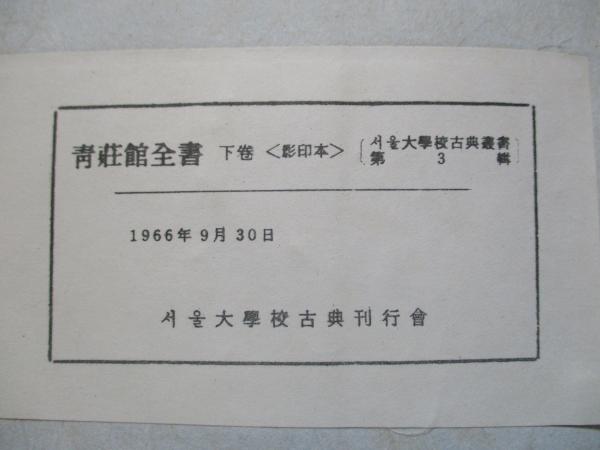 靑莊館全書 下卷 <影印本> 〔서울大學校古典叢書 第3輯〕
1966年9月30日
서울大學校古典刊行會